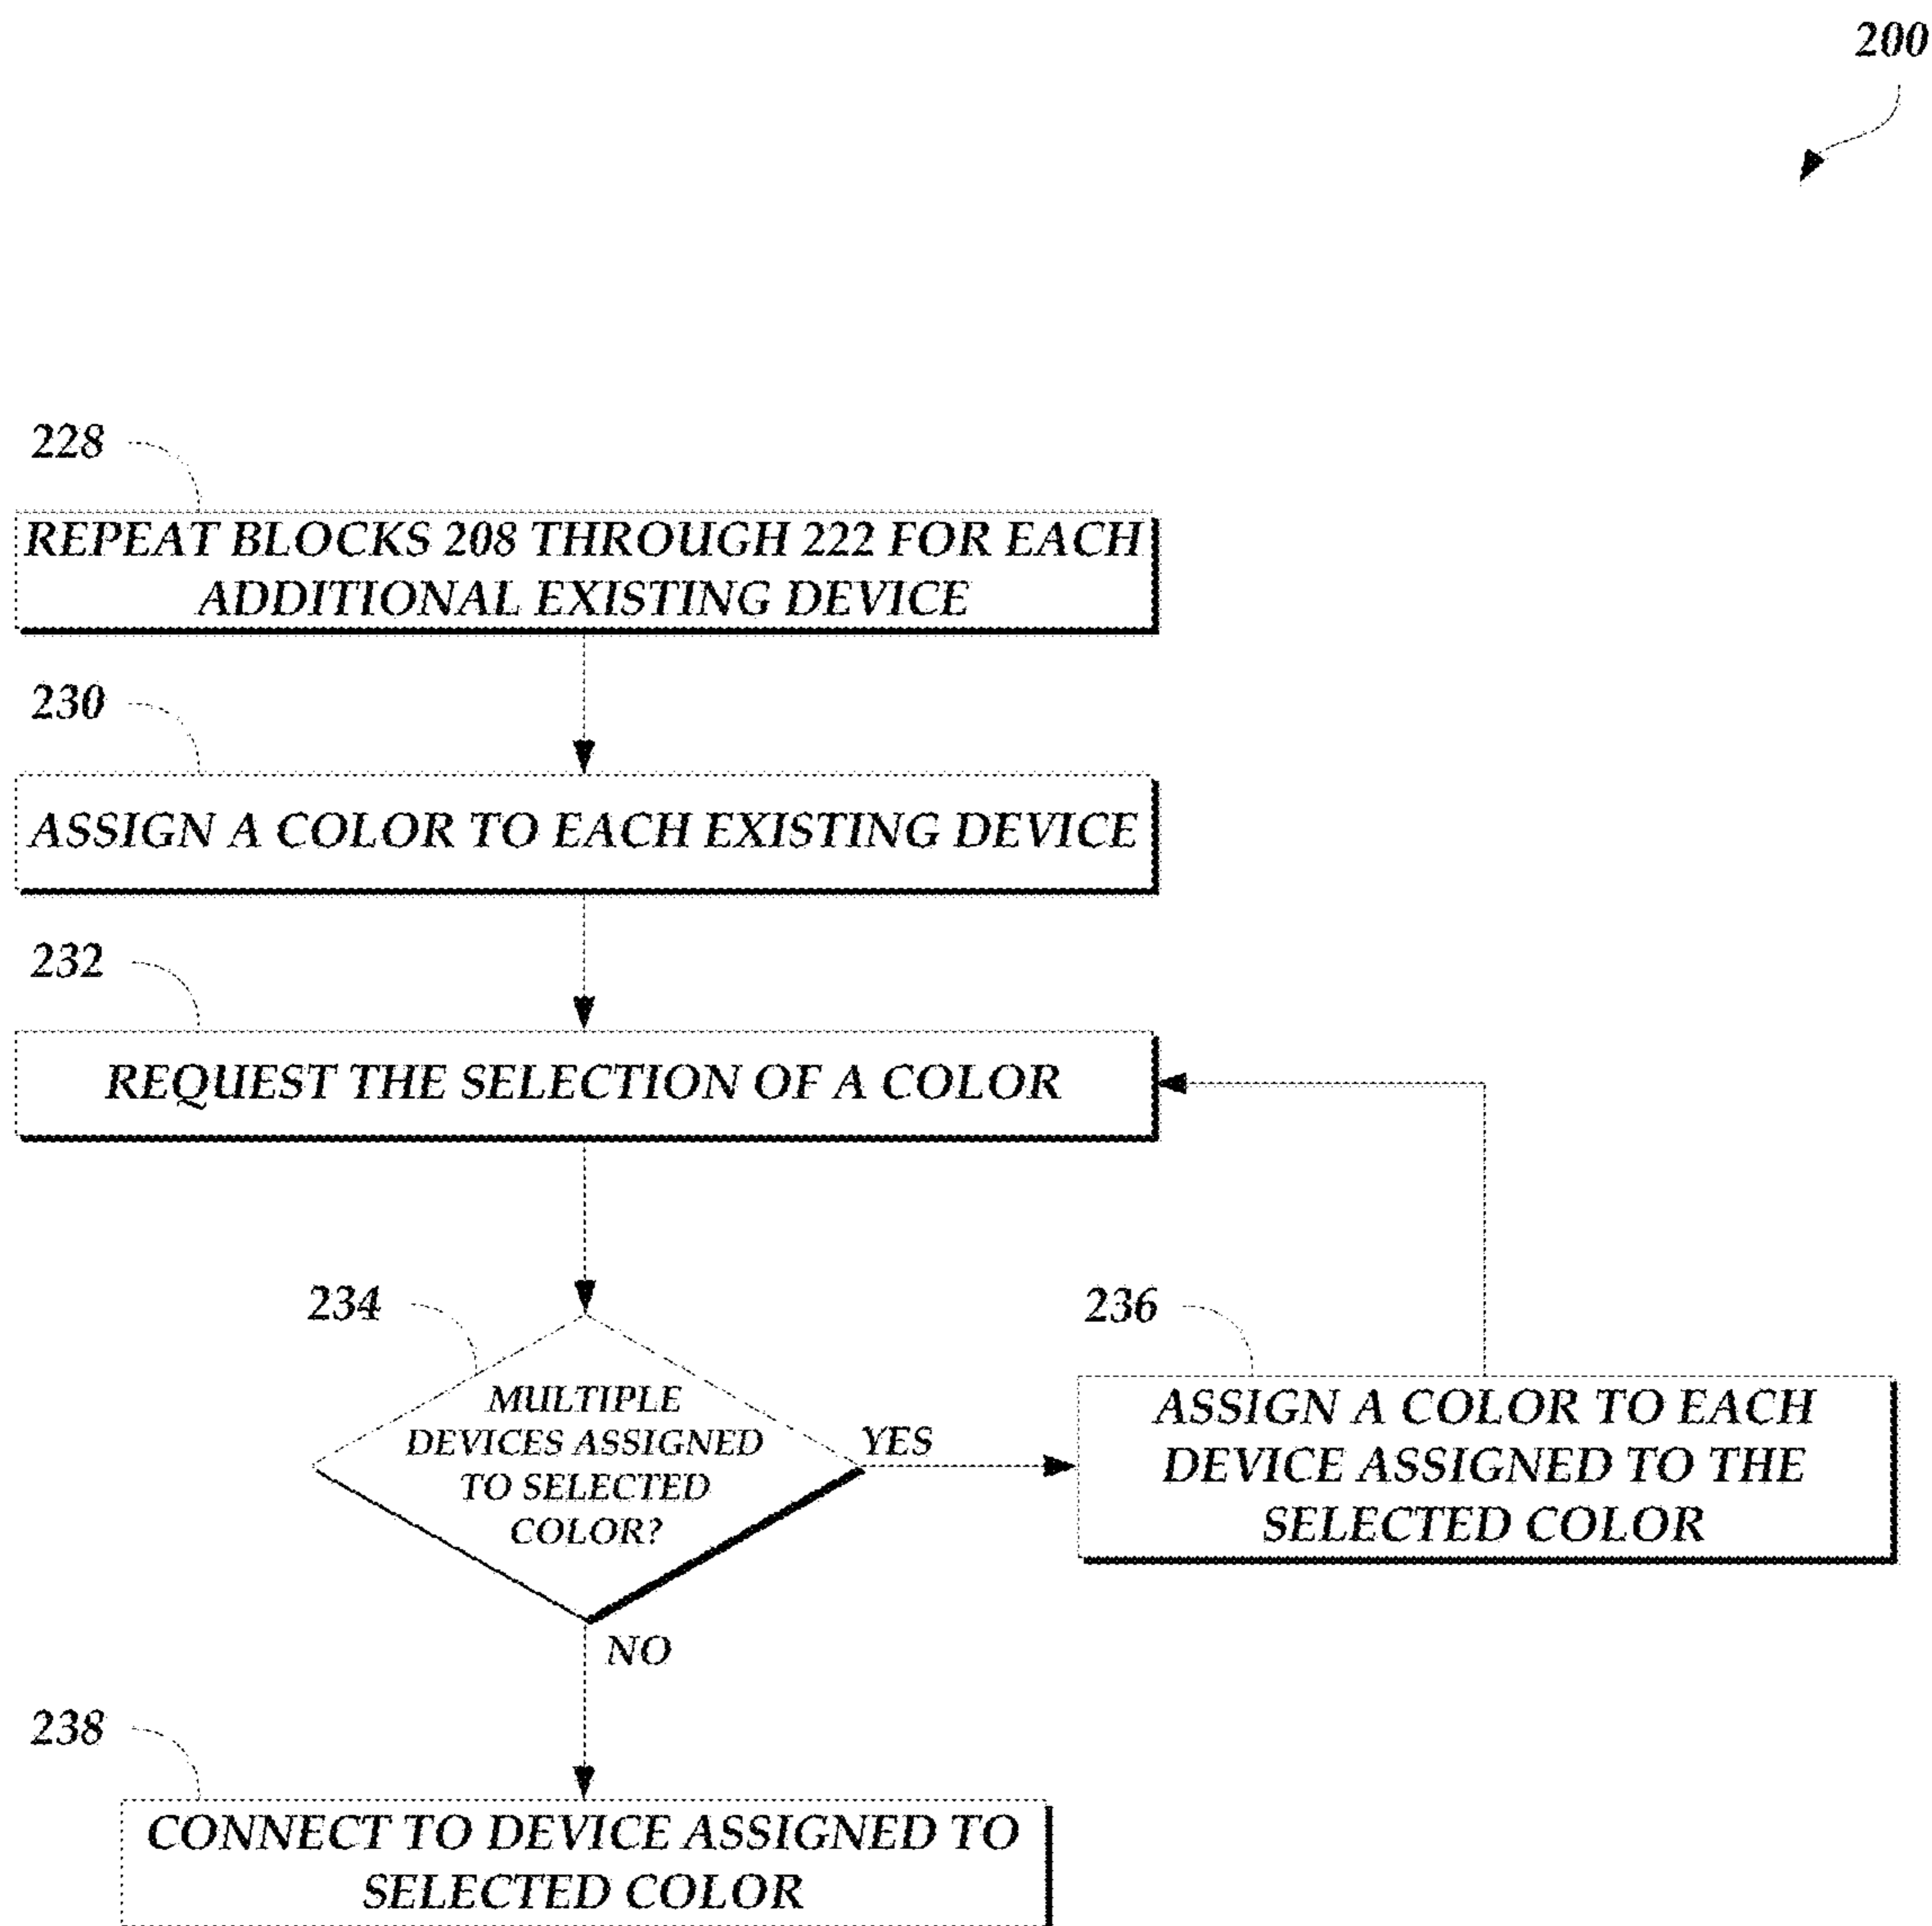 200
228
REPEAT BLOCKS 208 THROUGH 222 FOR EACH
ADDITIONAL EXISTING DEVICE
230
ASSIGN A COLOR TO EACH EXISTING DEVICE
232
REQUEST THE SELECTION OF A COLOR
234
MULTIPLE
DEVICES ASSIGNED
TO SELECTED
COLOR?
YES
NO
236
ASSIGN A COLOR TO EACH
DEVICE ASSIGNED TO THE
SELECTED COLOR
238
CONNECT TO DEVICE ASSIGNED TO
SELECTED COLOR